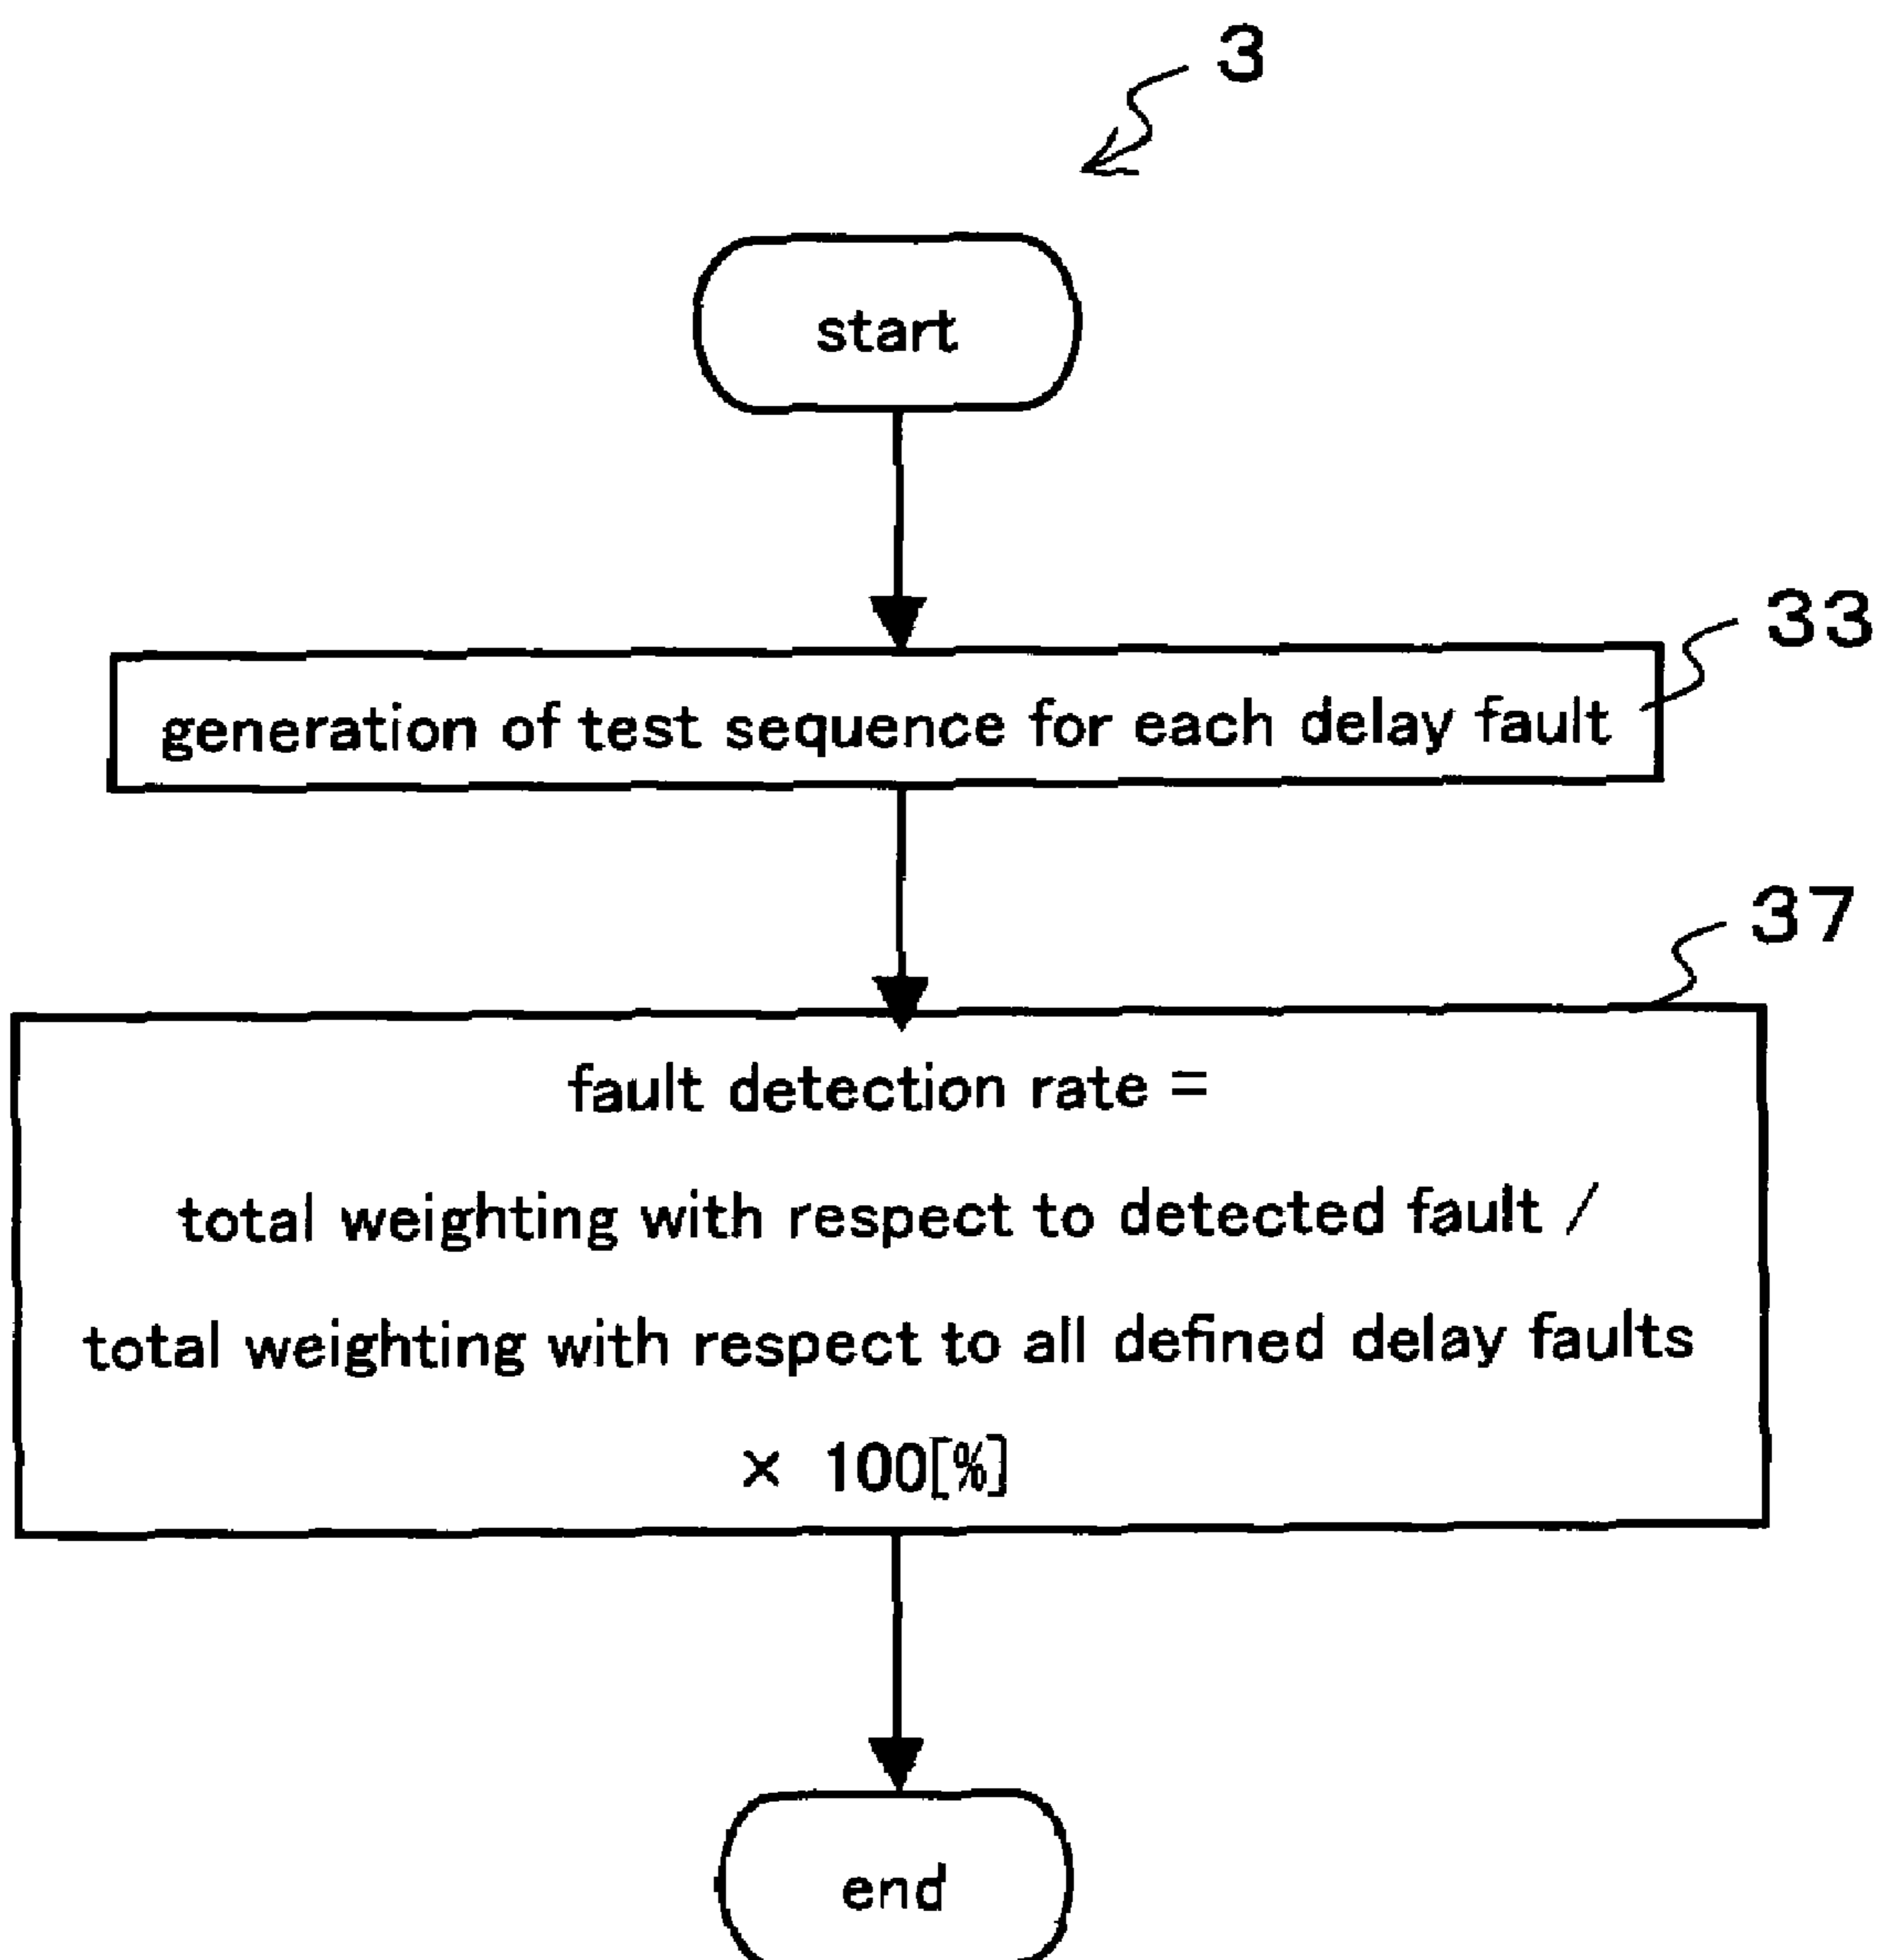 3
start
33
generation of test sequence for each delay fault
37
fault detection rate =
total weighting with respect to detected fault /
total weighting with respect to all defined delay faults
× 100[%]
end